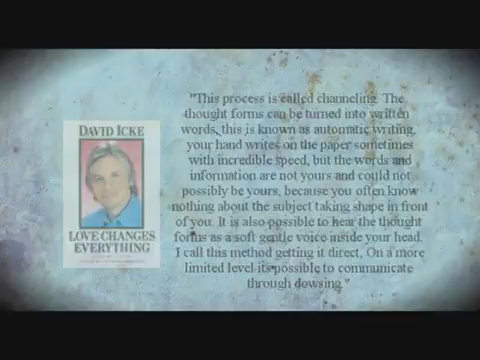 DAVID ICKE
LOVE CHANGES
EVERYTHING
"This process is called channeling. The
thought forms can be turned into written
words, this is known as automatic writing,
your hand writes on the paper sometimes
with incredible speed, but the words and
information are not yours and could not
possibly be yours, because you often know
nothing about the subject taking shape in front
of you. It is also possible to hear the thought
forms as a soft gentle voice inside your head.
I call this method getting it direct. On a more
limited level its possible to communicate
through dowsing."